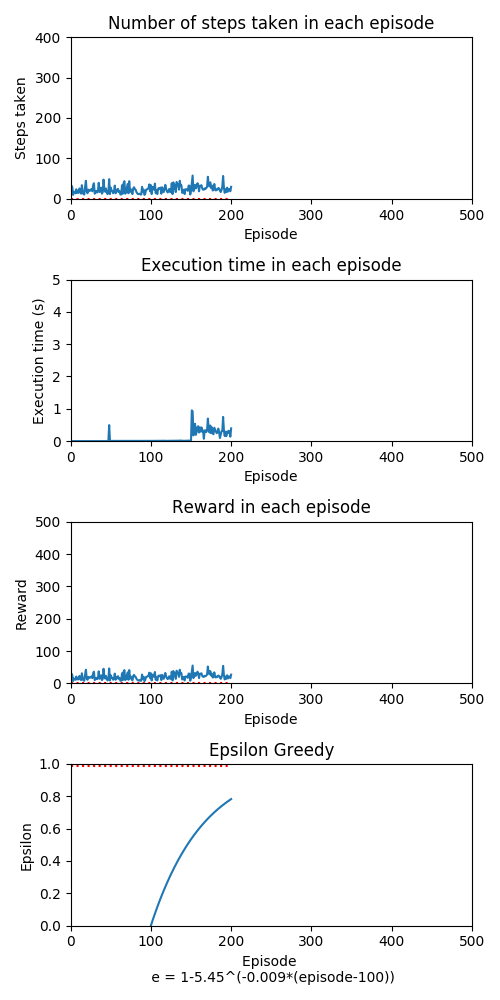 Number of steps taken in each episode
400
300
200
100
0
Steps taken
0 100 200 300 400 500
Episode
Execution time in each episode
5
4
3
2
1
0
Execution time (s)
0 100 200 300 400 500
Episode
Reward in each episode
500
400
300
200
100
0
Reward
0 100 200 300 400 500
Episode
Epsilon Greedy
1.0
0.8
0.6
0.4
0.2
0.0
Epsilon
0 100 200 300 400 500
Episode
e = 1-5.45^(-0.009*(episode-100))